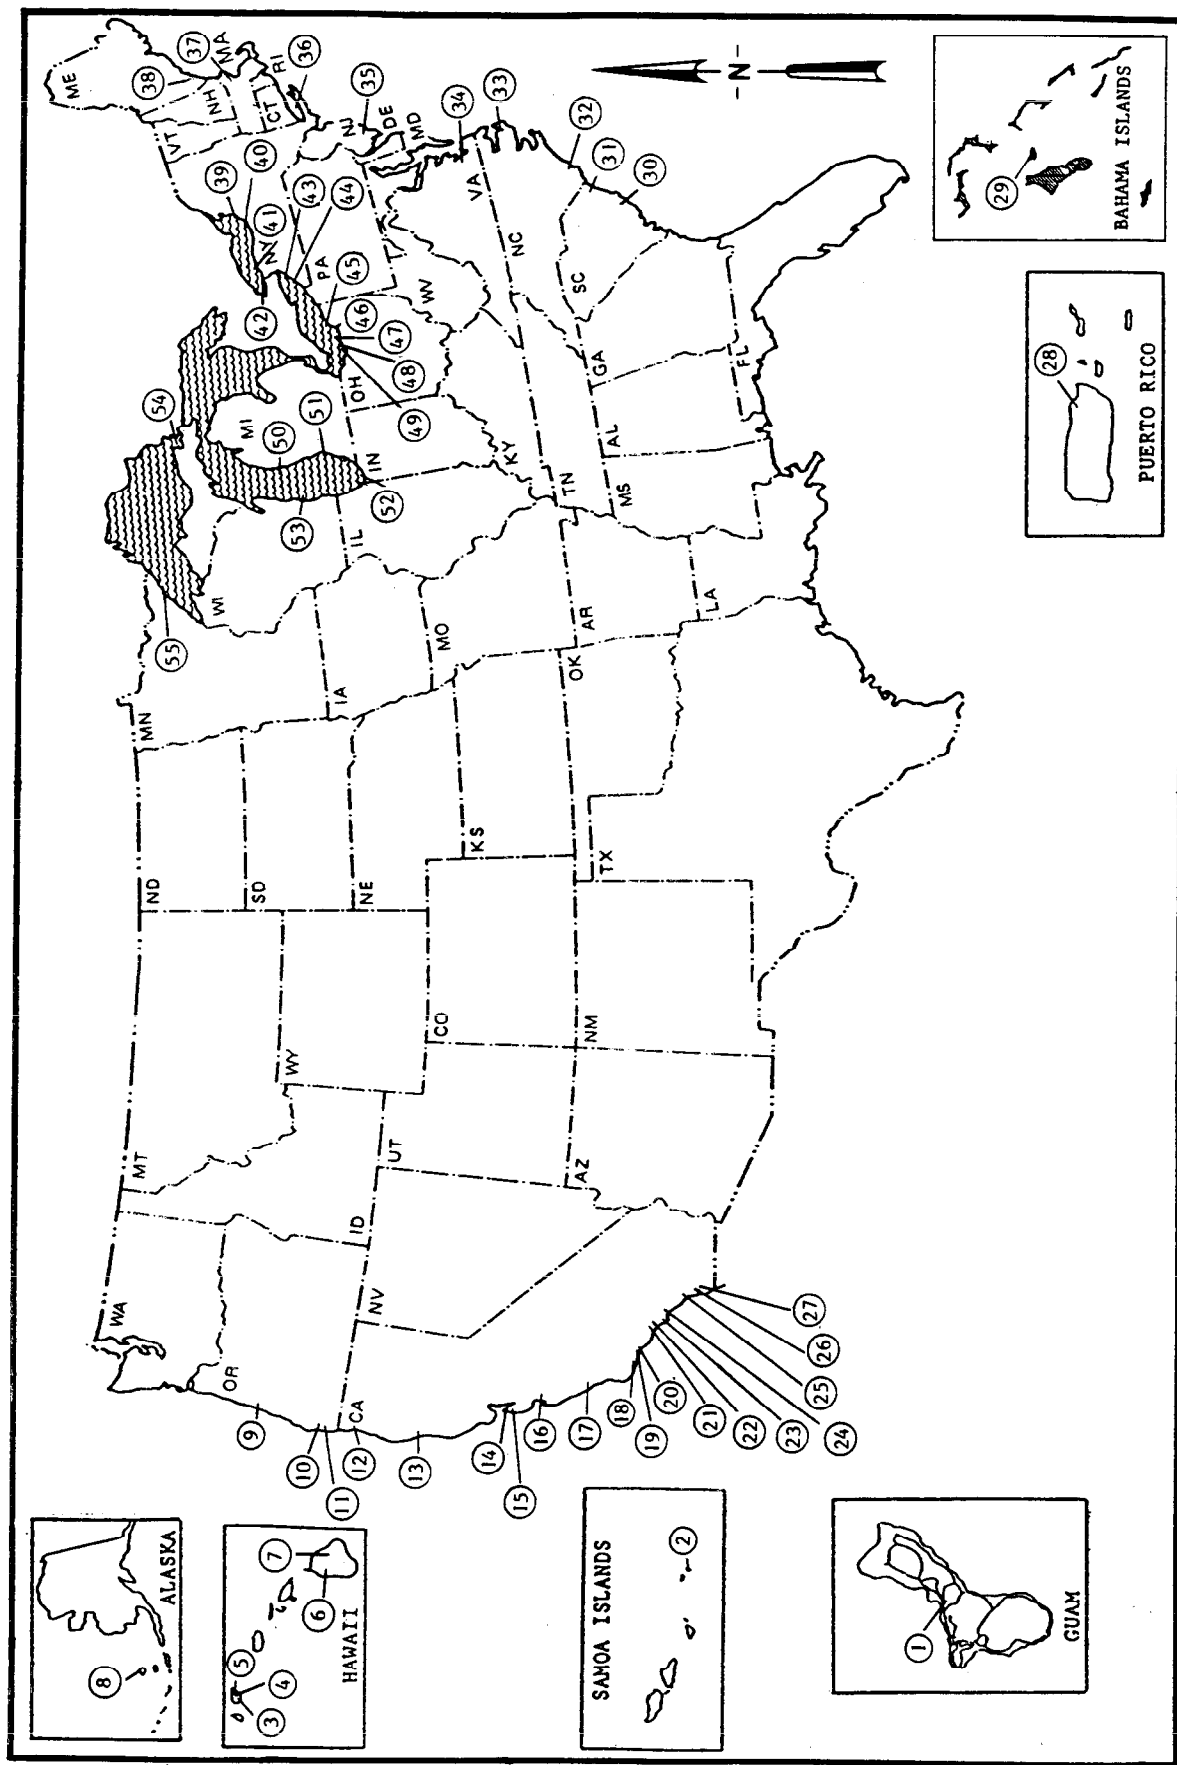 ALASKA
8
HAWAII
3
4
5
6
7
SAMOA ISLANDS
2
GUAM
1
WA
OR
CA
MT
ID
NV
UT
AZ
WY
CO
NM
ND
SD
NE
KS
TX
OK
MN
IA
MO
AR
LA
WI
IL
MI
IN
OH
KY
TN
MS
AL
GA
FL
SC
NC
VA
WV
PA
NY
VT
NH
ME
MA
RI
CT
NJ
DE
MD
9
10
11
12
13
14
15
16
17
18
19
20
21
22
23
24
25
26
27
30
31
32
33
34
35
36
37
38
39
40
41
42
43
44
45
46
47
48
49
50
51
52
53
54
55
-N-
PUERTO RICO
28
BAHAMA ISLANDS
29